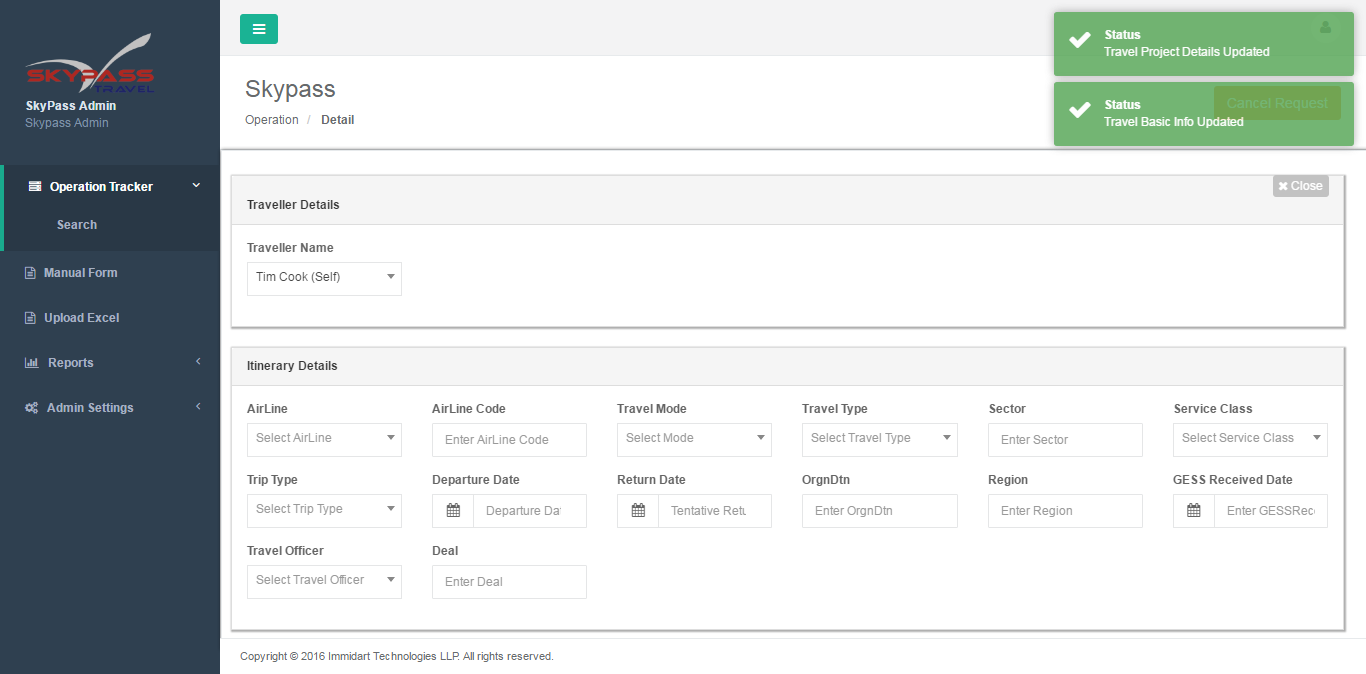 SKYPASS
TRAVEL
SkyPass Admin
Skypass Admin
Operation Tracker
Search
Manual Form
Upload Excel
Reports
Admin Settings
Status
Travel Project Details Updated
Skypass
Operation / Detail
Cancel Request
Status
Travel Basic Info Updated
Close
Traveller Details
Traveller Name
Tim Cook (Self)
Itinerary Details
AirLine AirLine Code Travel Mode Travel Type Sector Service Class
Select AirLine Enter AirLine Code Select Mode Select Travel Type Enter Sector Select Service Class
Trip Type Departure Date Return Date OrgnDtn Region GESS Received Date
Select Trip Type Departure Dat Tentative Retu Enter OrgnDtn Enter Region Enter GESSRece
Travel Officer Deal
Select Travel Officer Enter Deal
Copyright © 2016 Immidart Technologies LLP. All rights reserved.